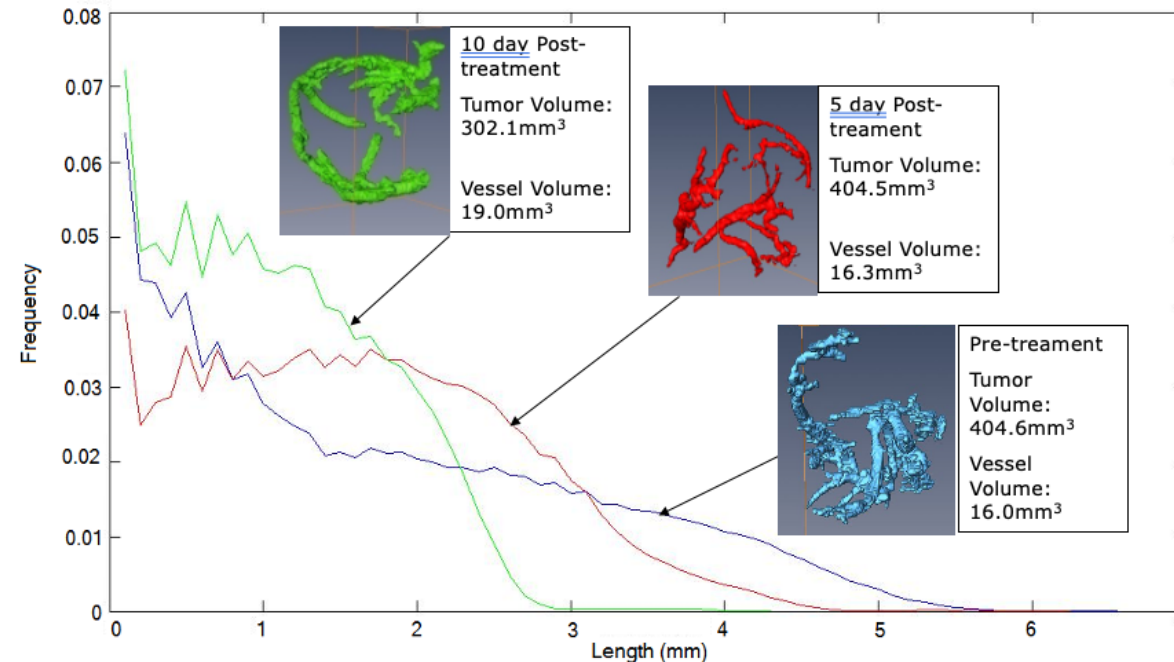 0.08
0.07
0.06
0.05
0.04
0.03
0.02
0.01
0
Frequency
10 day Post-
treatment
Tumor Volume:
302.1mm³
Vessel Volume:
19.0mm³
5 day Post-
treament
Tumor Volume:
404.5mm³
Vessel Volume:
16.3mm³
Pre-treament
Tumor
Volume:
404.6mm³
Vessel
Volume:
16.0mm³
0 1 2 3 4 5 6
Length (mm)